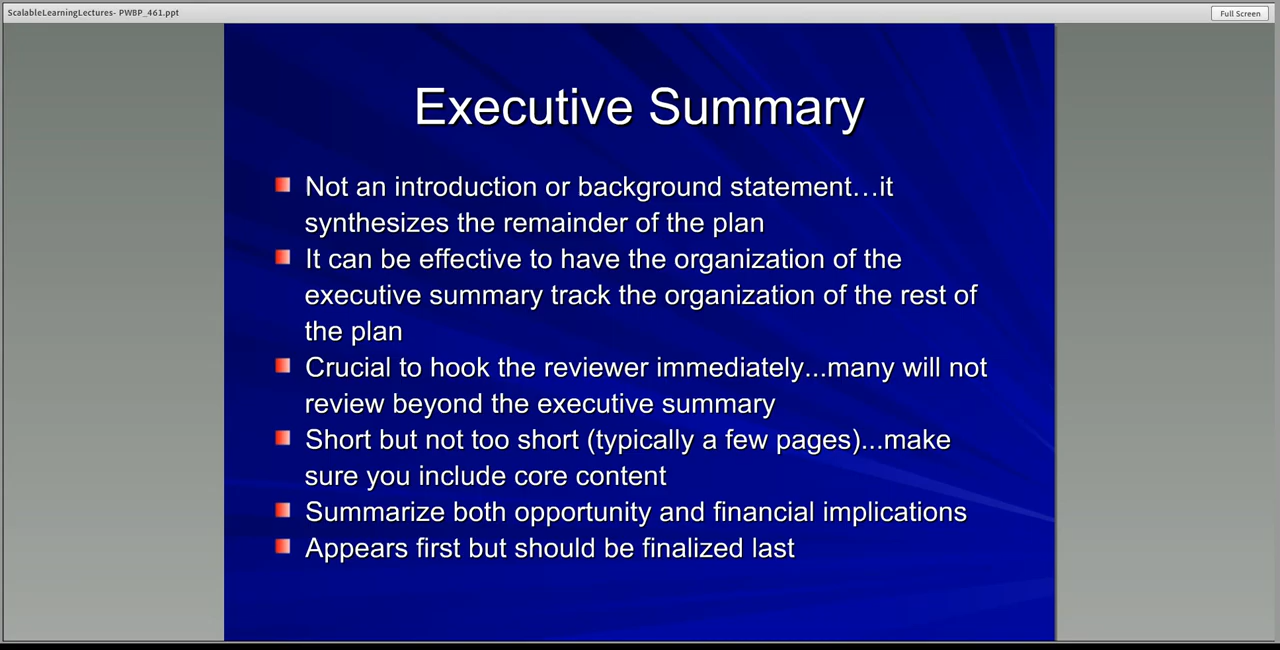 ScalableLearningLectures- PWBP_461.ppt
Full Screen
Executive Summary
Not an introduction or background statement…it
synthesizes the remainder of the plan
It can be effective to have the organization of the
executive summary track the organization of the rest of
the plan
Crucial to hook the reviewer immediately...many will not
review beyond the executive summary
Short but not too short (typically a few pages)...make
sure you include core content
Summarize both opportunity and financial implications
Appears first but should be finalized last